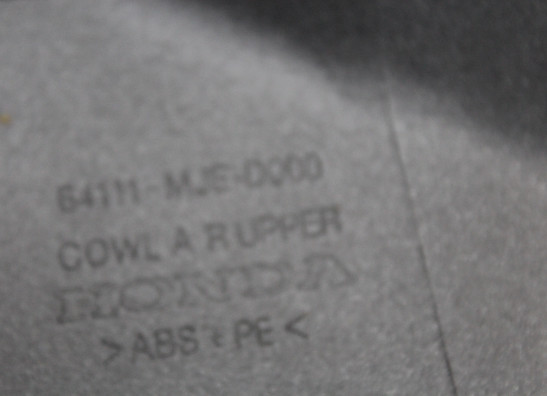 64111-MJE-D000
COWL A R UPPER
HONDA
>ABS+PE<